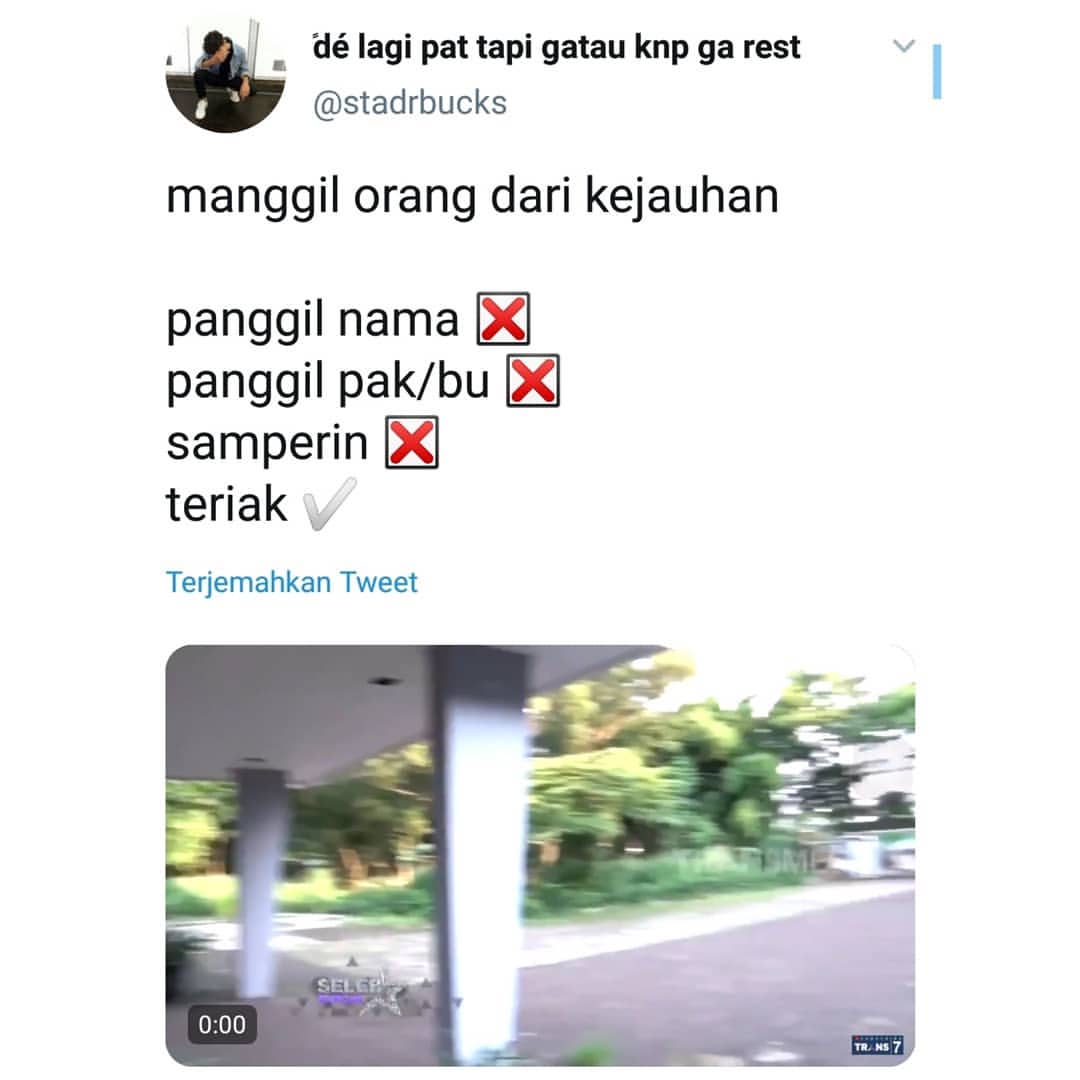 dé lagi pat tapi gatau knp ga rest
@stadrbucks
manggil orang dari kejauhan
panggil nama ❌
panggil pak/bu ❌
samperin ❌
teriak ✔
Terjemahkan Tweet
0:00
TRANS7